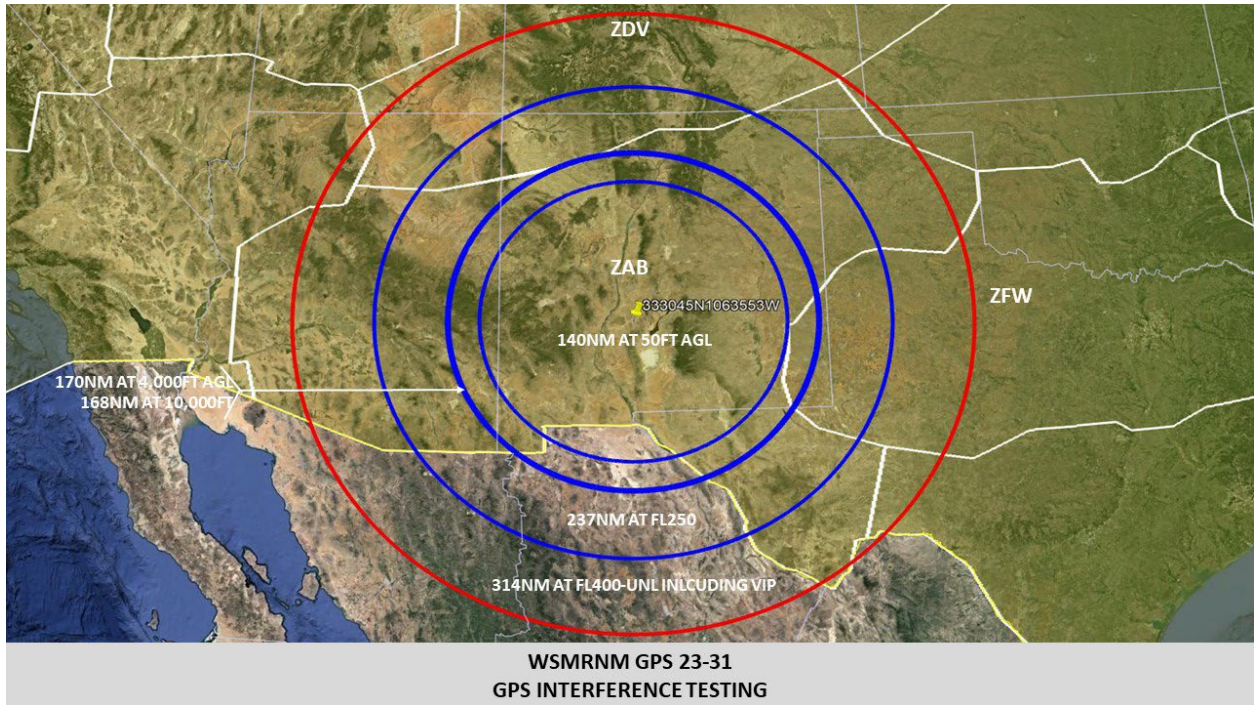 ZDV
ZAB
333045N1063553W
ZFW
140NM AT 50FT AGL
170NM AT 4,000FT AGL
168NM AT 10,000FT
237NM AT FL250
314NM AT FL400-UNL INLCUDING VIP
WSMRNM GPS 23-31
GPS INTERFERENCE TESTING